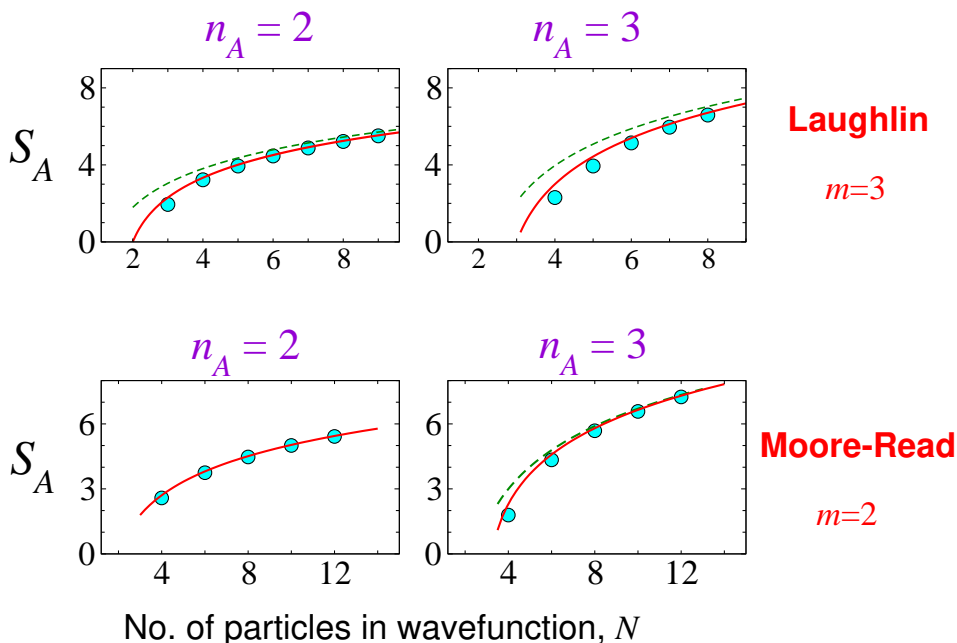 n_A = 2
n_A = 3
8
4
0
2 4 6 8
S_A
8
4
0
2 4 6 8
Laughlin
m=3
n_A = 2
n_A = 3
6
3
0
4 8 12
S_A
6
3
0
4 8 12
Moore-Read
m=2
No. of particles in wavefunction, N